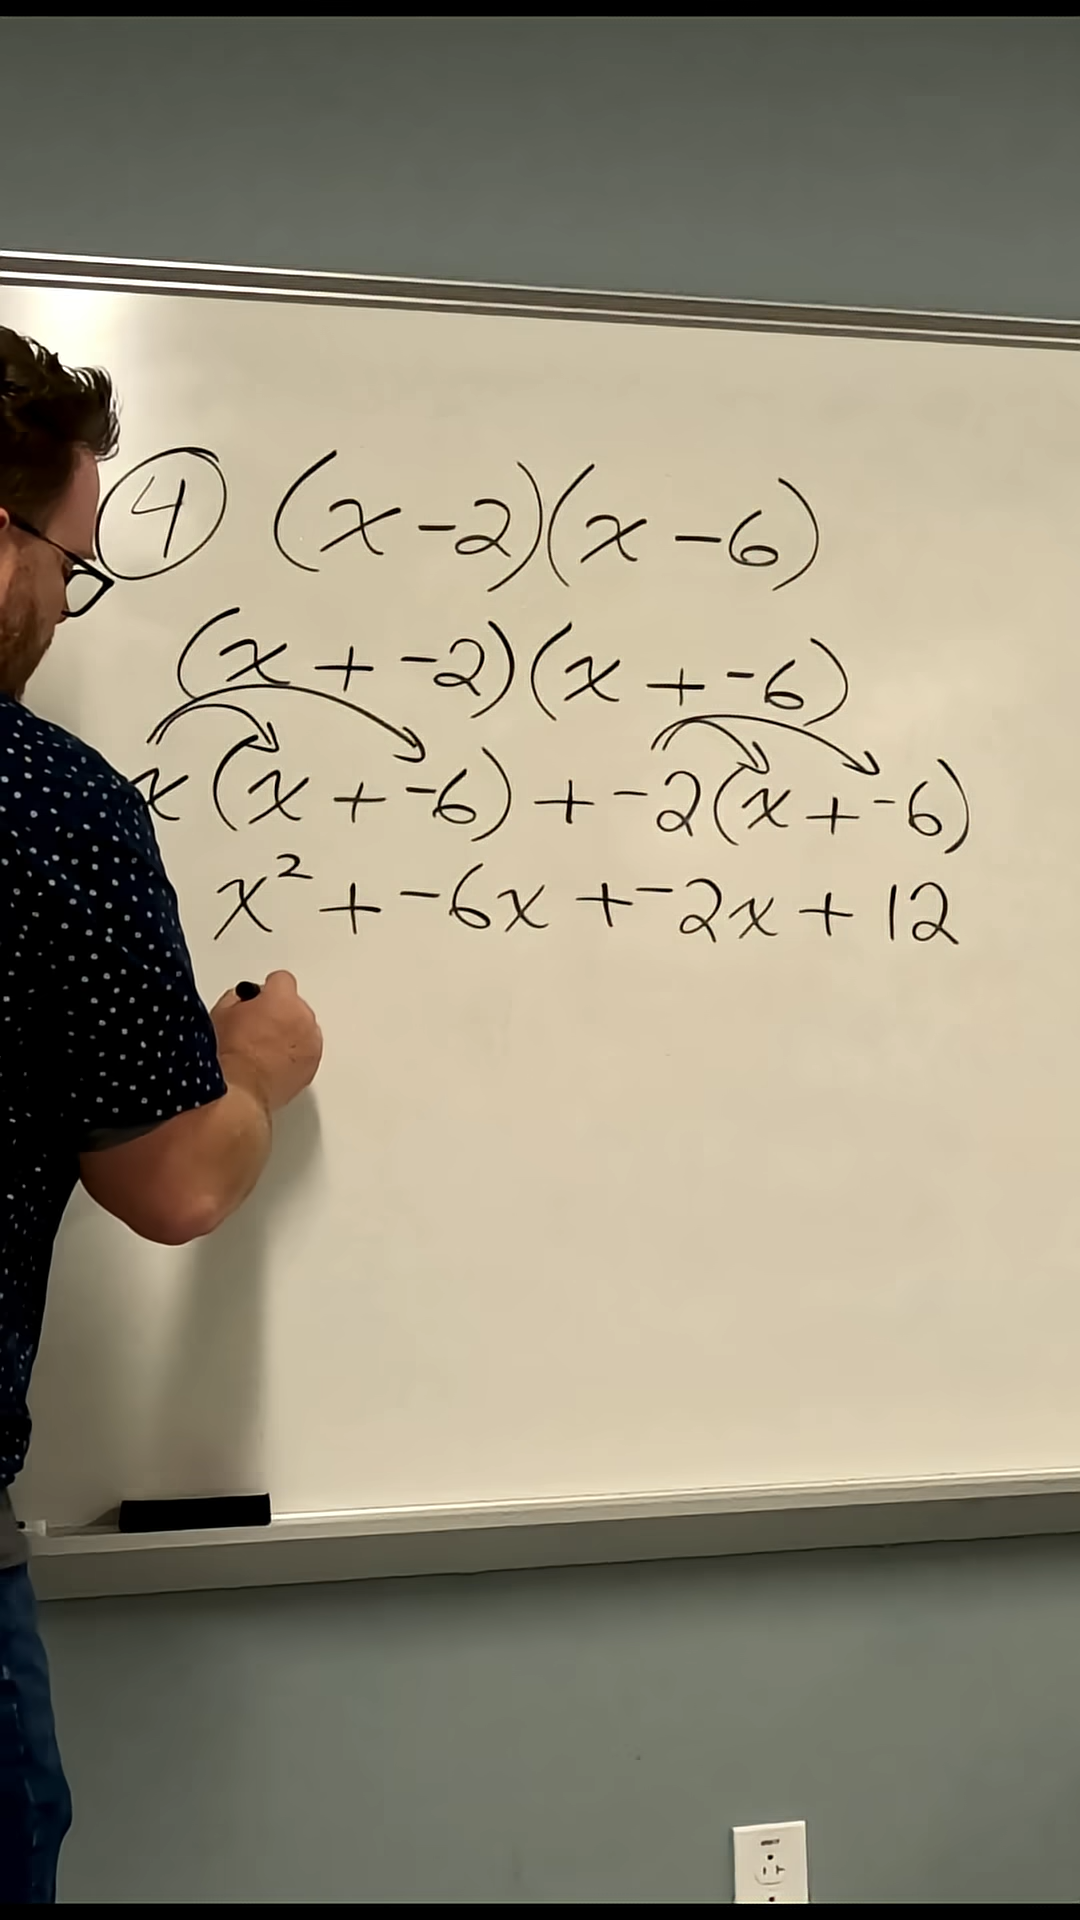 ④ (x-2)(x-6)
(x + -2)(x + -6)
x(x + -6) + -2(x + -6)
x² + -6x + -2x + 12